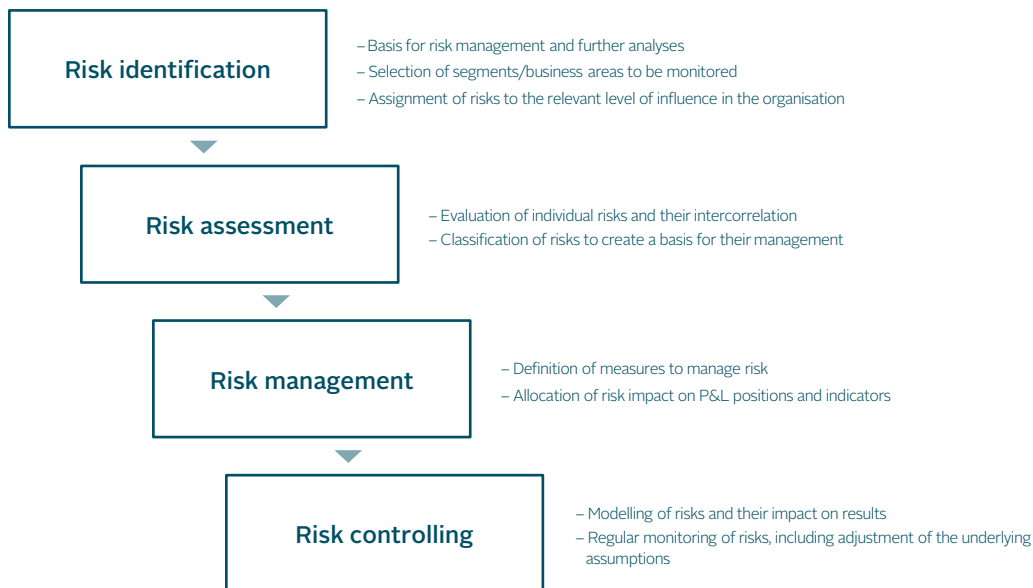 Risk identification
– Basis for risk management and further analyses
– Selection of segments/business areas to be monitored
– Assignment of risks to the relevant level of influence in the organisation
Risk assessment
– Evaluation of individual risks and their intercorrelation
– Classification of risks to create a basis for their management
Risk management
– Definition of measures to manage risk
– Allocation of risk impact on P&L positions and indicators
Risk controlling
– Modelling of risks and their impact on results
– Regular monitoring of risks, including adjustment of the underlying
assumptions